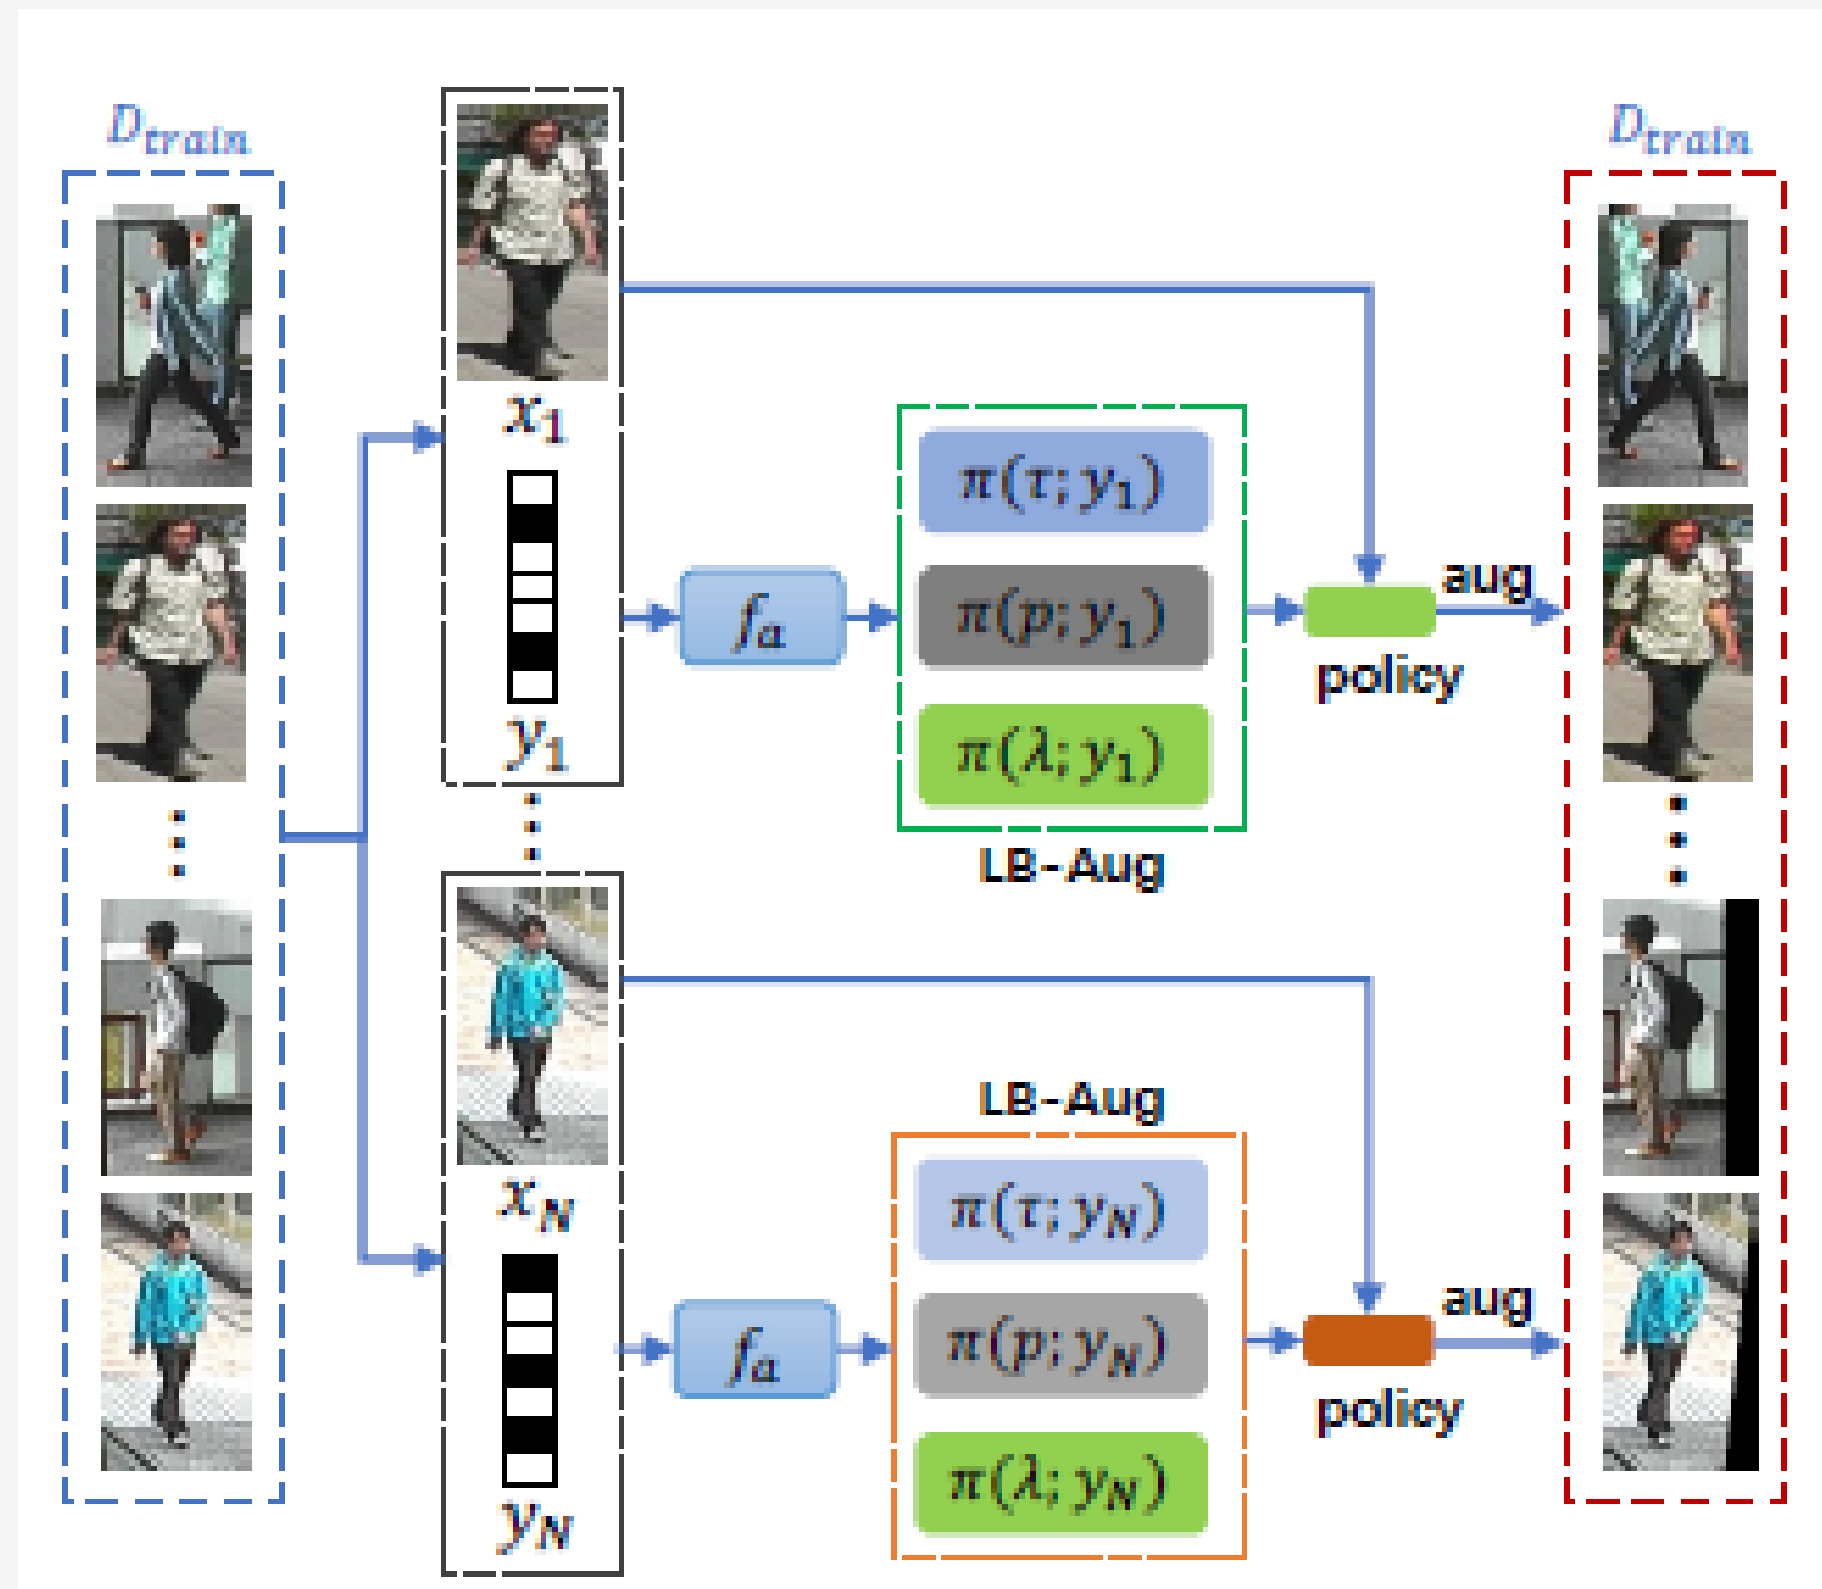 D_train
D_train
x_1
y_1
f_a
π(τ; y_1)
π(p; y_1)
π(λ; y_1)
LB-Aug
aug
policy
x_N
y_N
f_a
LB-Aug
π(τ; y_N)
π(p; y_N)
π(λ; y_N)
aug
policy